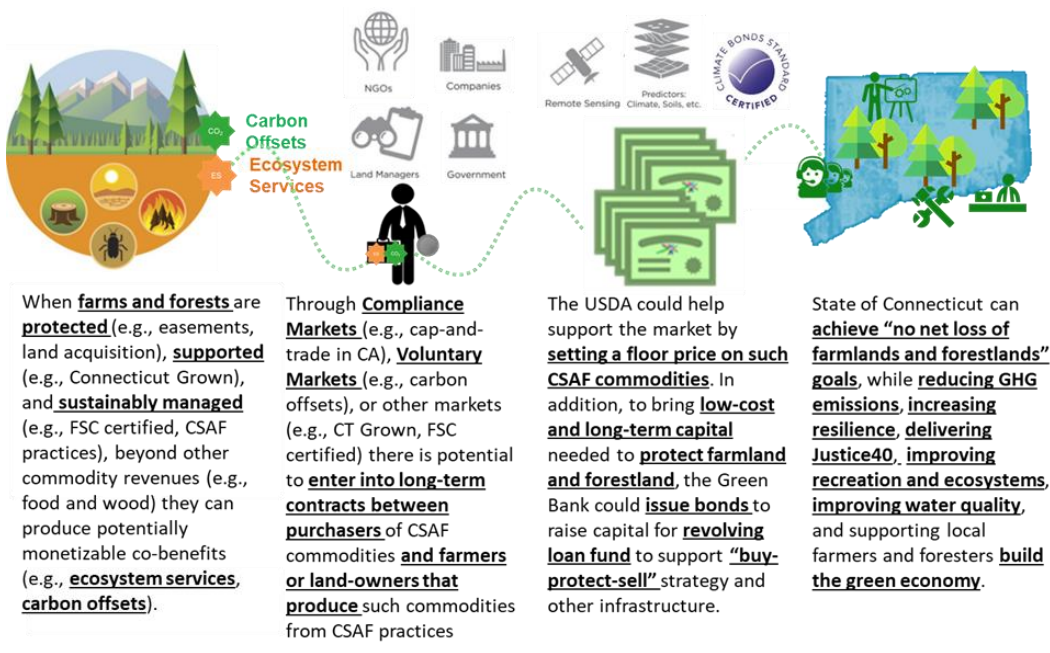 NGOs
Companies
Land Managers
Government
Remote Sensing
Predictors:
Climate, Soils, etc.
CLIMATE BONDS STANDARD
CERTIFIED
CO₂
Carbon
Offsets
ES
Ecosystem
Services
ES
CO₂
When farms and forests are
protected (e.g., easements,
land acquisition), supported
(e.g., Connecticut Grown),
and sustainably managed
(e.g., FSC certified, CSAF
practices), beyond other
commodity revenues (e.g.,
food and wood) they can
produce potentially
monetizable co-benefits
(e.g., ecosystem services,
carbon offsets).
Through Compliance
Markets (e.g., cap-and-
trade in CA), Voluntary
Markets (e.g., carbon
offsets), or other markets
(e.g., CT Grown, FSC
certified) there is potential
to enter into long-term
contracts between
purchasers of CSAF
commodities and farmers
or land-owners that
produce such commodities
from CSAF practices
The USDA could help
support the market by
setting a floor price on such
CSAF commodities. In
addition, to bring low-cost
and long-term capital
needed to protect farmland
and forestland, the Green
Bank could issue bonds to
raise capital for revolving
loan fund to support “buy-
protect-sell” strategy and
other infrastructure.
State of Connecticut can
achieve “no net loss of
farmlands and forestlands”
goals, while reducing GHG
emissions, increasing
resilience, delivering
Justice40, improving
recreation and ecosystems,
improving water quality,
and supporting local
farmers and foresters build
the green economy.